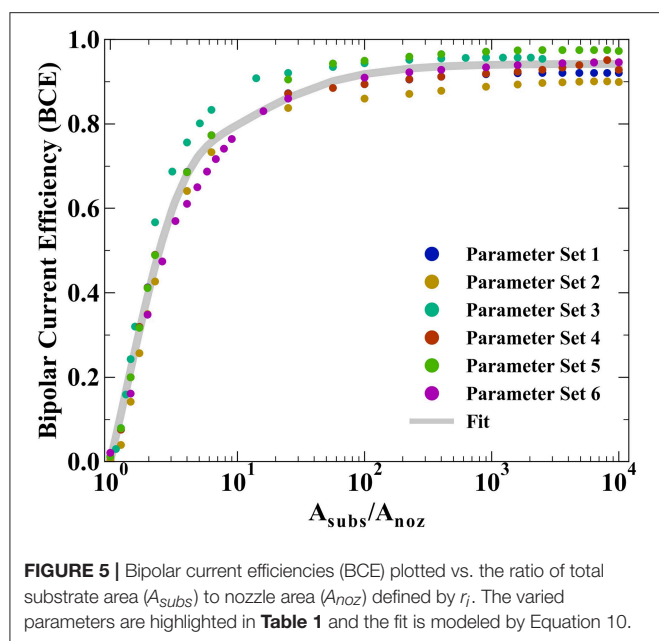 1.0
0.8
0.6
0.4
0.2
0.0
Bipolar Current Efficiency (BCE)
Parameter Set 1
Parameter Set 2
Parameter Set 3
Parameter Set 4
Parameter Set 5
Parameter Set 6
Fit
10^0 10^1 10^2 10^3 10^4
A_subs/A_noz
FIGURE 5 | Bipolar current efficiencies (BCE) plotted vs. the ratio of total
substrate area (A_subs) to nozzle area (A_noz) defined by r_i. The varied
parameters are highlighted in Table 1 and the fit is modeled by Equation 10.